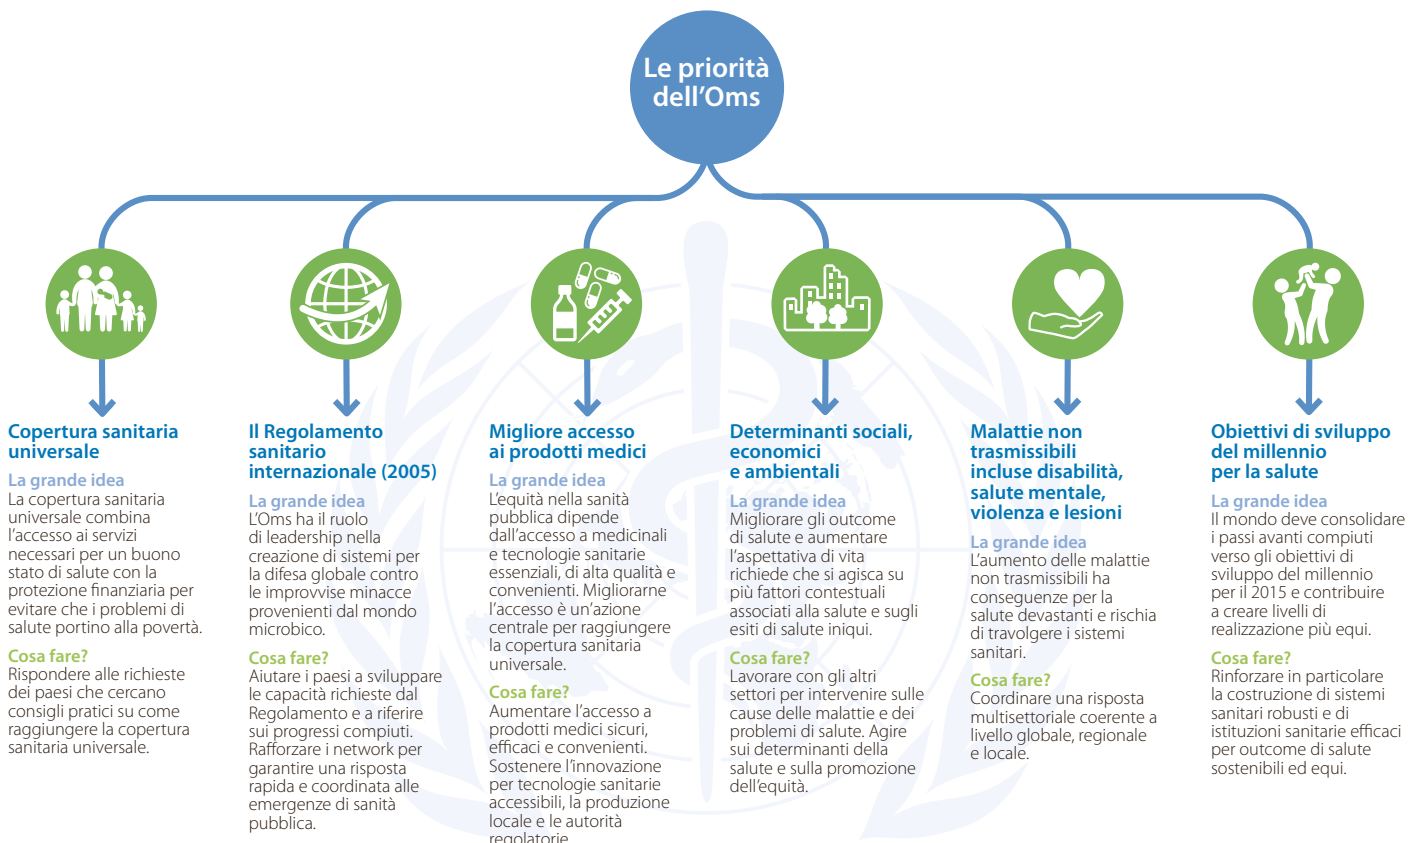 Le priorità
dell'Oms
Copertura sanitaria
universale
La grande idea
La copertura sanitaria
universale combina
l'accesso ai servizi
necessari per un buono
stato di salute con la
protezione finanziaria per
evitare che i problemi di
salute portino alla povertà.
Cosa fare?
Rispondere alle richieste
dei paesi che cercano
consigli pratici su come
raggiungere la copertura
sanitaria universale.
Il Regolamento
sanitario
internazionale (2005)
La grande idea
L'Oms ha il ruolo
di leadership nella
creazione di sistemi per
la difesa globale contro
le improvvise minacce
provenienti dal mondo
microbico.
Cosa fare?
Aiutare i paesi a sviluppare
le capacità richieste dal
Regolamento e a riferire
sui progressi compiuti.
Rafforzare i network per
garantire una risposta
rapida e coordinata alle
emergenze di sanità
pubblica.
Migliore accesso
ai prodotti medici
La grande idea
L'equità nella sanità
pubblica dipende
dall'accesso a medicinali
e tecnologie sanitarie
essenziali, di alta qualità e
convenienti. Migliorarne
l'accesso è un'azione
centrale per raggiungere
la copertura sanitaria
universale.
Cosa fare?
Aumentare l'accesso a
prodotti medici sicuri,
efficaci e convenienti.
Sostenere l'innovazione
per tecnologie sanitarie
accessibili, la produzione
locale e le autorità
regolatorie.
Determinanti sociali,
economici
e ambientali
La grande idea
Migliorare gli outcome
di salute e aumentare
l'aspettativa di vita
richiede che si agisca su
più fattori contestuali
associati alla salute e sugli
esiti di salute iniqui.
Cosa fare?
Lavorare con gli altri
settori per intervenire sulle
cause delle malattie e dei
problemi di salute. Agire
sui determinanti della
salute e sulla promozione
dell'equità.
Malattie non
trasmissibili
incluse disabilità,
salute mentale,
violenza e lesioni
La grande idea
L'aumento delle malattie
non trasmissibili ha
conseguenze per la
salute devastanti e rischia
di travolgere i sistemi
sanitari.
Cosa fare?
Coordinare una risposta
multisettoriale coerente a
livello globale, regionale
e locale.
Obiettivi di sviluppo
del millennio
per la salute
La grande idea
Il mondo deve consolidare
i passi avanti compiuti
verso gli obiettivi di
sviluppo del millennio
per il 2015 e contribuire
a creare livelli di
realizzazione più equi.
Cosa fare?
Rinforzare in particolare
la costruzione di sistemi
sanitari robusti e di
istituzioni sanitarie efficaci
per outcome di salute
sostenibili ed equi.